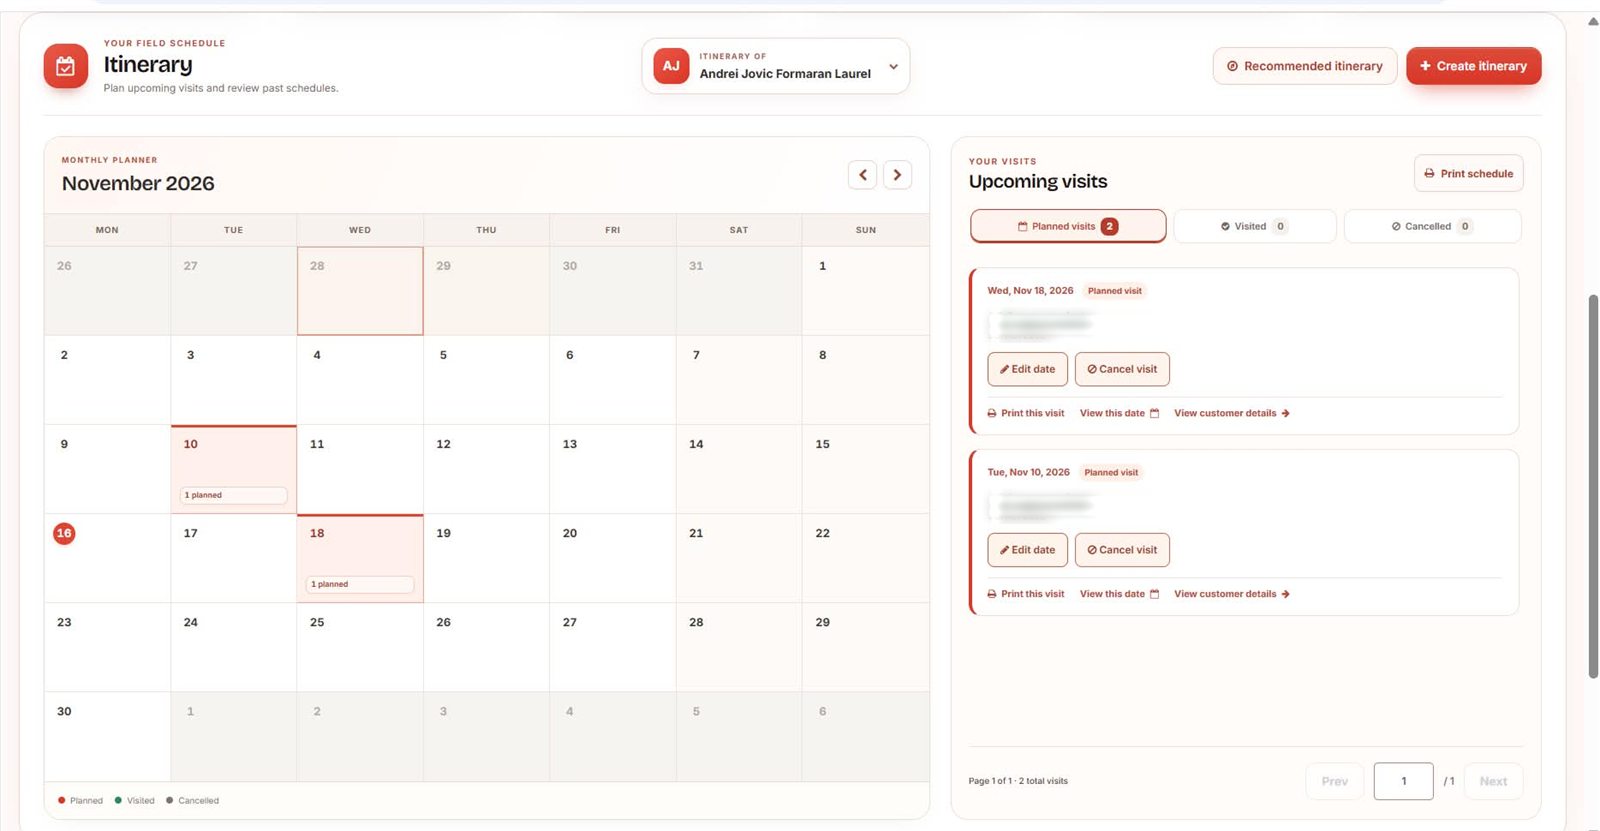 YOUR FIELD SCHEDULE
Itinerary
Plan upcoming visits and review past schedules.
AJ
ITINERARY OF
Andrei Jovic Formaran Laurel
Recommended itinerary
Create itinerary
MONTHLY PLANNER
November 2026
MON TUE WED THU FRI SAT SUN
26 27 28 29 30 31 1
2 3 4 5 6 7 8
9 10 11 12 13 14 15
1 planned
16 17 18 19 20 21 22
1 planned
23 24 25 26 27 28 29
30 1 2 3 4 5 6
Planned Visited Cancelled
YOUR VISITS
Upcoming visits
Print schedule
Planned visits 2
Visited 0
Cancelled 0
Wed, Nov 18, 2026 Planned visit
Edit date Cancel visit
Print this visit View this date View customer details
Tue, Nov 10, 2026 Planned visit
Edit date Cancel visit
Print this visit View this date View customer details
Page 1 of 1 · 2 total visits
Prev 1 / 1 Next